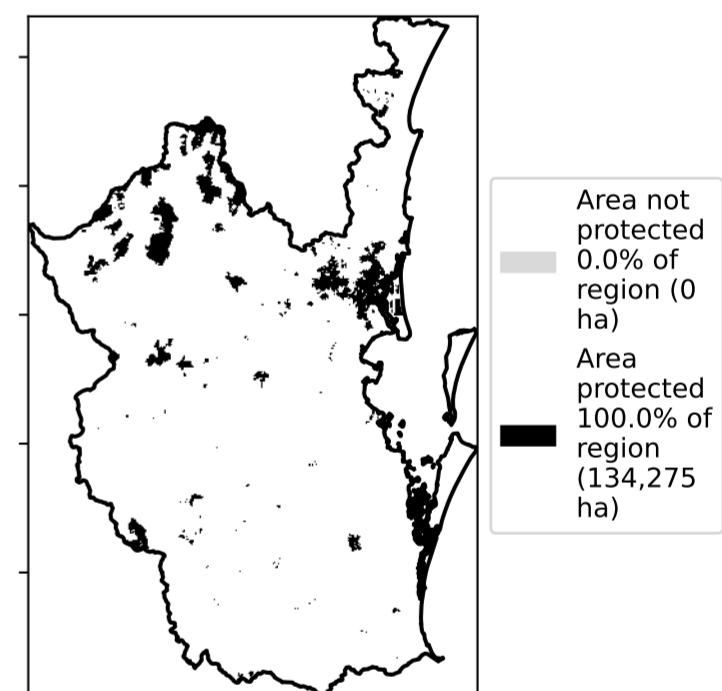 Area not
protected
0.0% of
region (0
ha)
Area
protected
100.0% of
region
(134,275
ha)